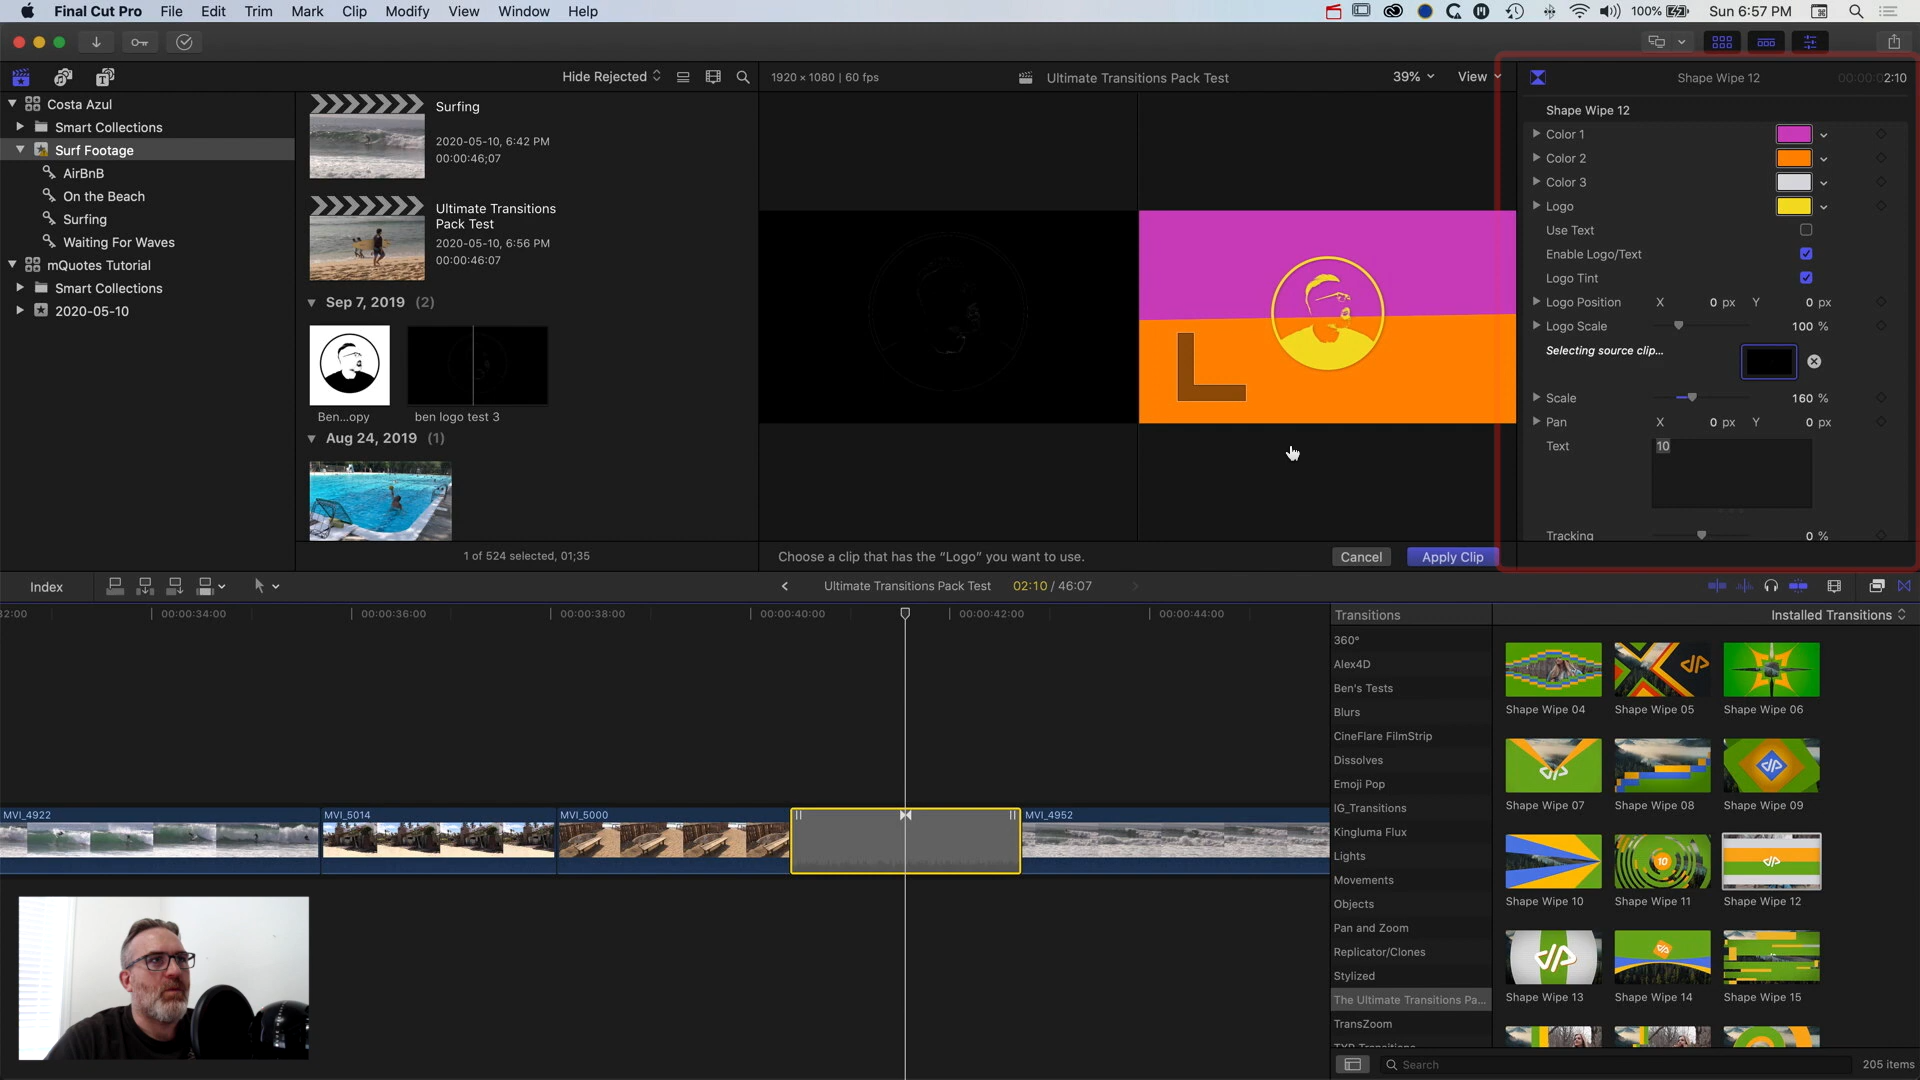 Final Cut Pro File Edit Trim Mark Clip Modify View Window Help
100% Sun 6:57 PM
Hide Rejected
1920 × 1080 | 60 fps
Ultimate Transitions Pack Test
39% View
Shape Wipe 12
00:00:02:10
Costa Azul
Smart Collections
Surf Footage
AirBnB
On the Beach
Surfing
Waiting For Waves
mQuotes Tutorial
Smart Collections
2020-05-10
Surfing
2020-05-10, 6:42 PM
00:00:46;07
Ultimate Transitions
Pack Test
2020-05-10, 6:56 PM
00:00:46:07
Sep 7, 2019 (2)
Ben...opy
ben logo test 3
Aug 24, 2019 (1)
1 of 524 selected, 01;35
L
Choose a clip that has the “Logo” you want to use.
Cancel
Apply Clip
Shape Wipe 12
Color 1
Color 2
Color 3
Logo
Use Text
Enable Logo/Text
Logo Tint
Logo Position X 0 px Y 0 px
Logo Scale 100 %
Selecting source clip...
Scale 160 %
Pan X 0 px Y 0 px
Text 10
Tracking 0 %
Index
Ultimate Transitions Pack Test 02:10 / 46:07
32:00 00:00:34:00 00:00:36:00 00:00:38:00 00:00:40:00 00:00:42:00 00:00:44:00
MVI_4922
MVI_5014
MVI_5000
MVI_4952
Transitions
360°
Alex4D
Ben's Tests
Blurs
CineFlare FilmStrip
Dissolves
Emoji Pop
IG_Transitions
Kingluma Flux
Lights
Movements
Objects
Pan and Zoom
Replicator/Clones
Stylized
The Ultimate Transitions Pa...
TransZoom
Installed Transitions
Shape Wipe 04
Shape Wipe 05
Shape Wipe 06
Shape Wipe 07
Shape Wipe 08
Shape Wipe 09
10
Shape Wipe 10
Shape Wipe 11
Shape Wipe 12
Shape Wipe 13
Shape Wipe 14
Shape Wipe 15
Search
205 items